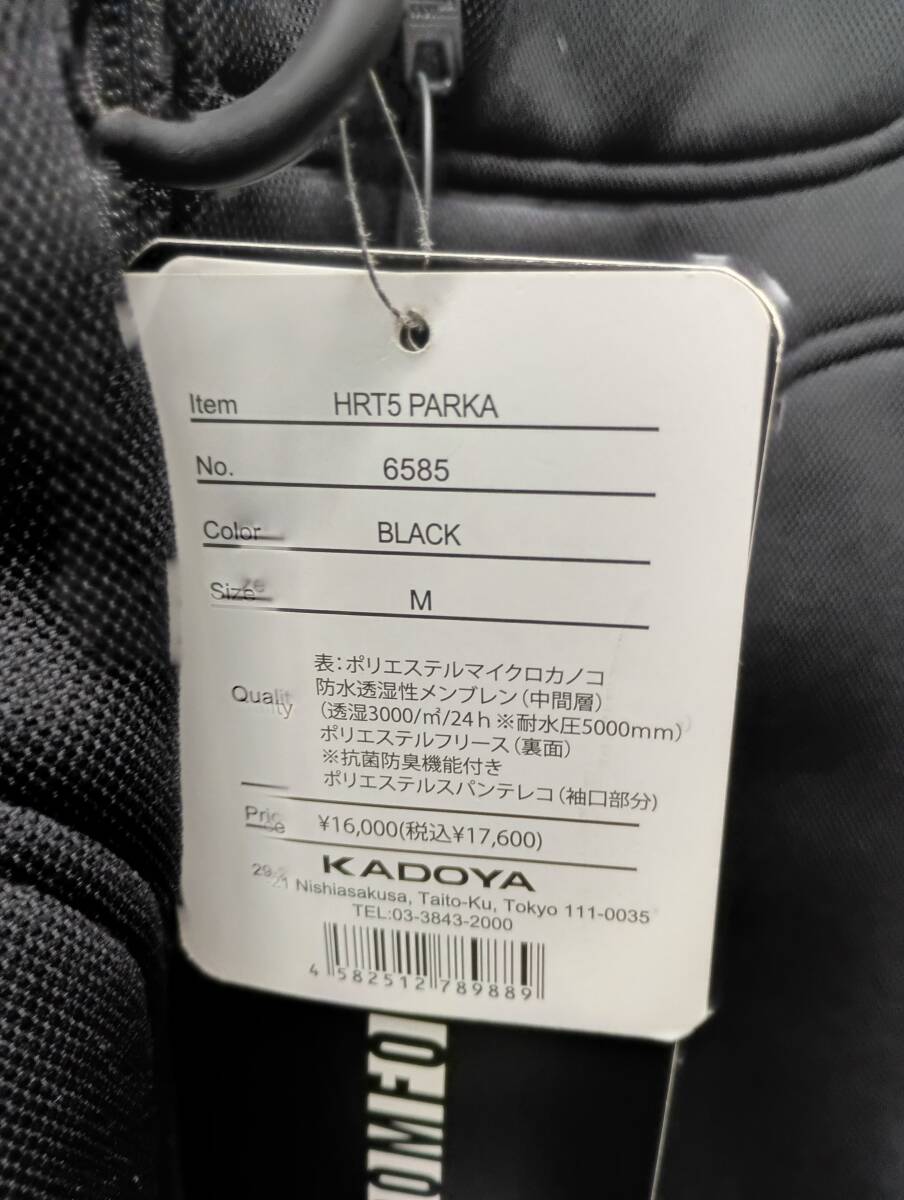 Item HRT5 PARKA
No. 6585
Color BLACK
Size M
Quality
表：ポリエステルマイクロカノコ
防水透湿性メンブレン（中間層）
（透湿3000/㎡/24ｈ※耐水圧5000mm）
ポリエステルフリース（裏面）
※抗菌防臭機能付き
ポリエステルスパンテレコ（袖口部分）
Price ¥16,000(税込¥17,600)
KADOYA
Nishiasakusa, Taito-Ku, Tokyo 111-0035
TEL:03-3843-2000
4 582512 789889
OMFO